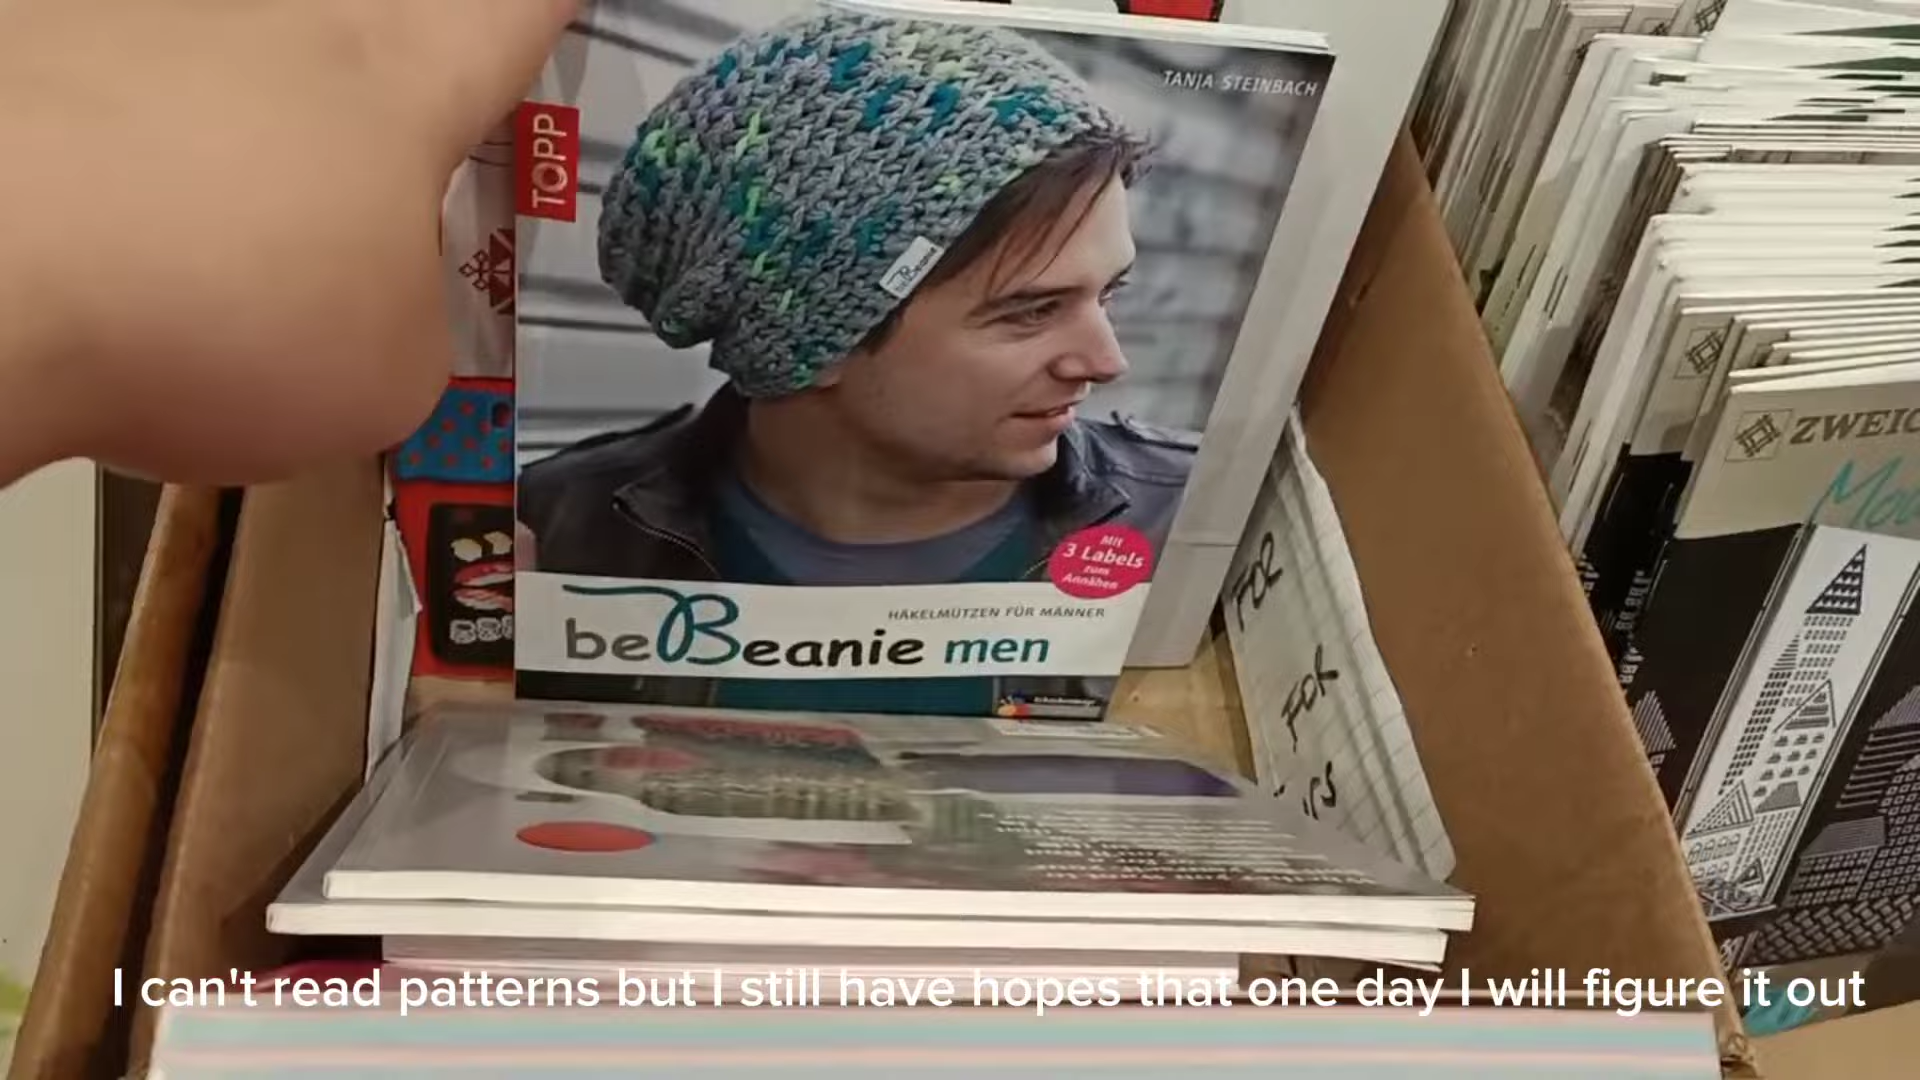 TANJA STEINBACH
TOPP
Beanie
Mit
3 Labels
zum
Annähen
HÄKELMÜTZEN FÜR MÄNNER
beBeanie men
FOR
FOR
ZWEIG
I can't read patterns but I still have hopes that one day I will figure it out